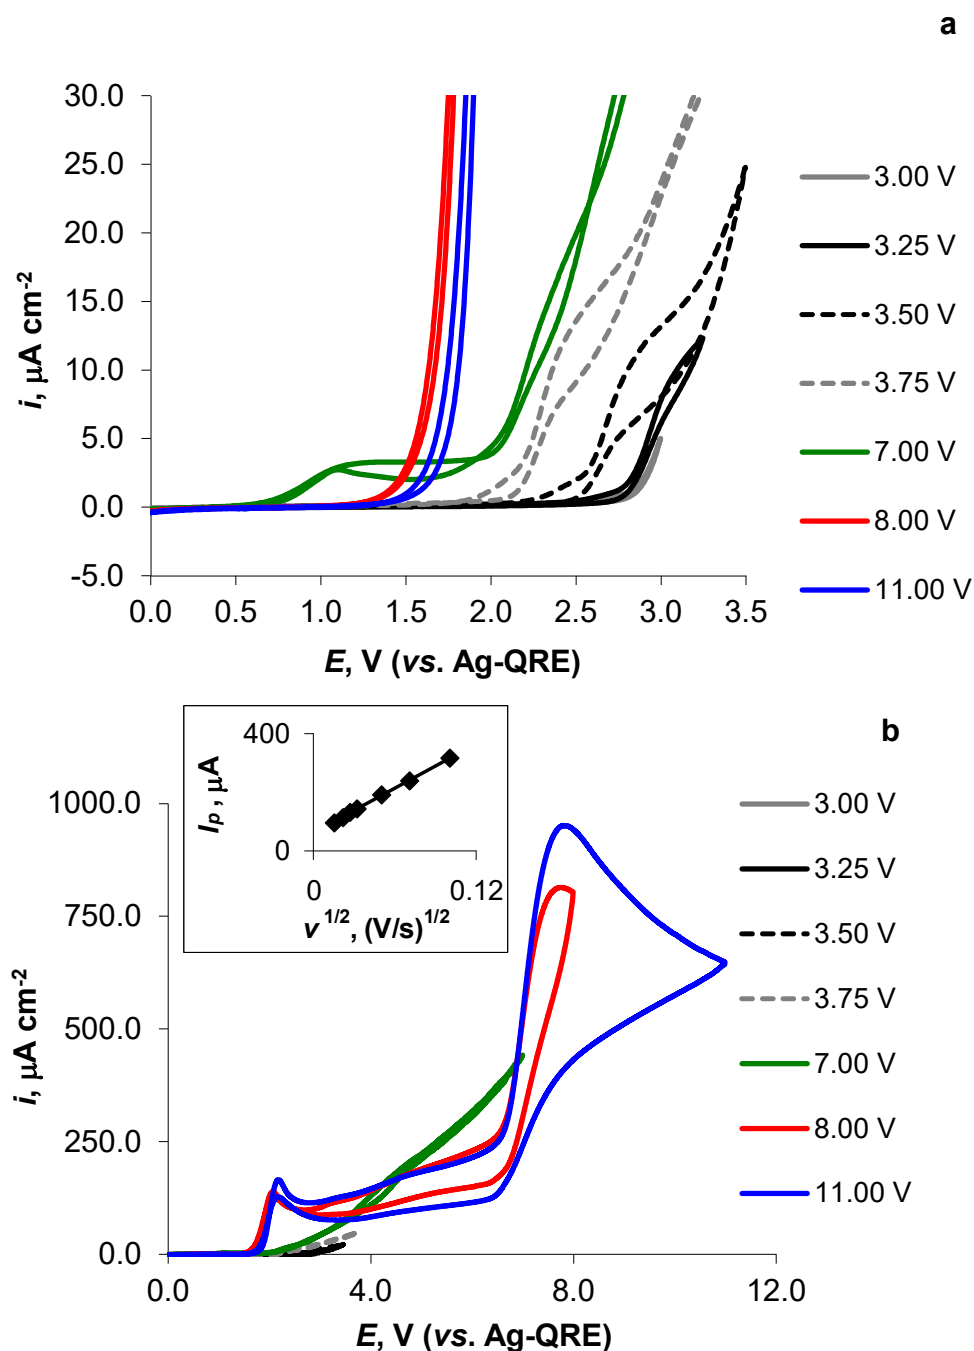 a
30.0
25.0
20.0
15.0
10.0
5.0
0.0
-5.0
i, μA cm-2
0.0 0.5 1.0 1.5 2.0 2.5 3.0 3.5
E, V (vs. Ag-QRE)
3.00 V
3.25 V
3.50 V
3.75 V
7.00 V
8.00 V
11.00 V
b
400
0
Ip, μA
0 0.12
v 1/2, (V/s)1/2
1000.0
750.0
500.0
250.0
0.0
i, μA cm-2
0.0 4.0 8.0 12.0
E, V (vs. Ag-QRE)
3.00 V
3.25 V
3.50 V
3.75 V
7.00 V
8.00 V
11.00 V